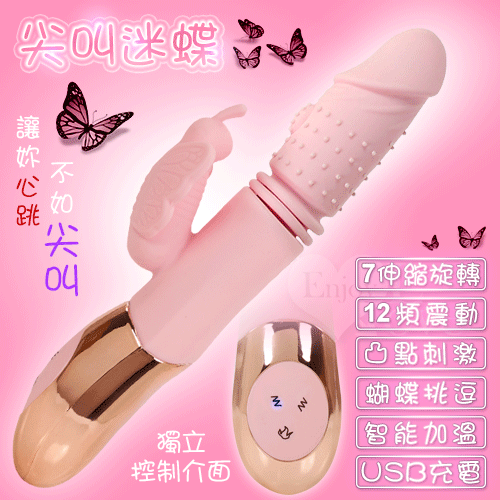 尖叫迷蝶
讓妳心跳
不如尖叫
Enjoy
7伸縮旋轉
12頻震動
凸點刺激
蝴蝶挑逗
智能加溫
USB充電
獨立
控制介面